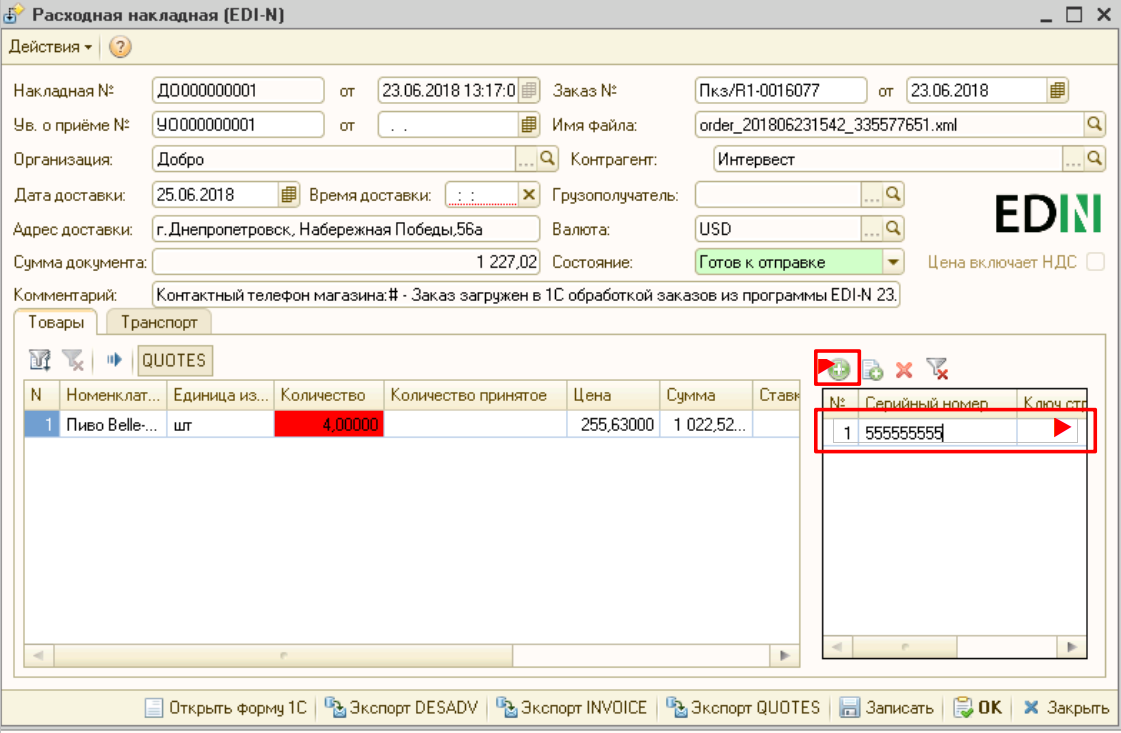 Расходная накладная (EDI-N)
Действия
Накладная № ДО000000001 от 23.06.2018 13:17:0 Заказ № Пкз/R1-0016077 от 23.06.2018
Ув. о приёме № УО000000001 от . . Имя файла: order_201806231542_335577651.xml
Организация: Добро ... Контрагент: Интервест ...
Дата доставки: 25.06.2018 Время доставки: : : Грузополучатель: ...
EDIN
Адрес доставки: г.Днепропетровск, Набережная Победы,56а Валюта: USD ...
Сумма документа: 1 227,02 Состояние: Готов к отправке Цена включает НДС
Комментарий: Контактный телефон магазина:# - Заказ загружен в 1С обработкой заказов из программы EDI-N 23.
Товары Транспорт
QUOTES
N Номенклат... Единица из... Количество Количество принятое Цена Сумма Ставк
1 Пиво Belle-... шт 4,00000 255,63000 1 022,52...
№ Серийный номер Ключ стр
1 555555555
Открыть форму 1С Экспорт DESADV Экспорт INVOICE Экспорт QUOTES Записать OK Закрыть